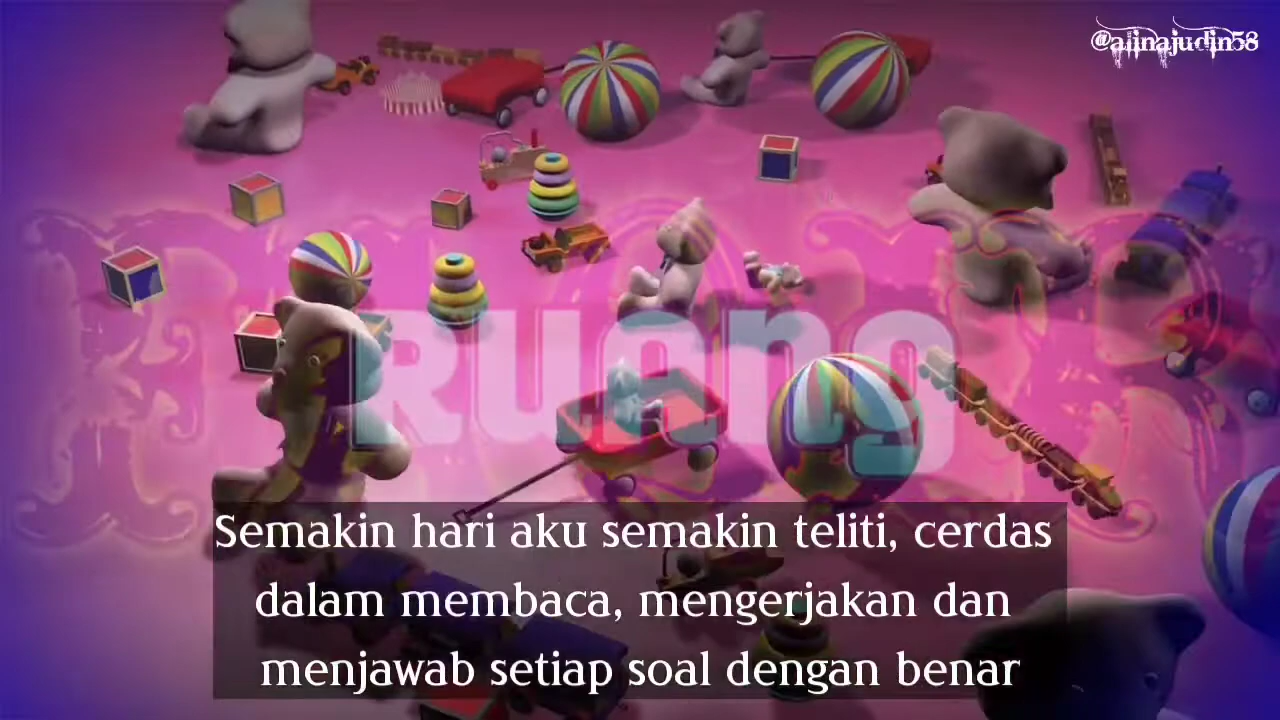 @alinajudin58
ruang
Semakin hari aku semakin teliti, cerdas
dalam membaca, mengerjakan dan
menjawab setiap soal dengan benar